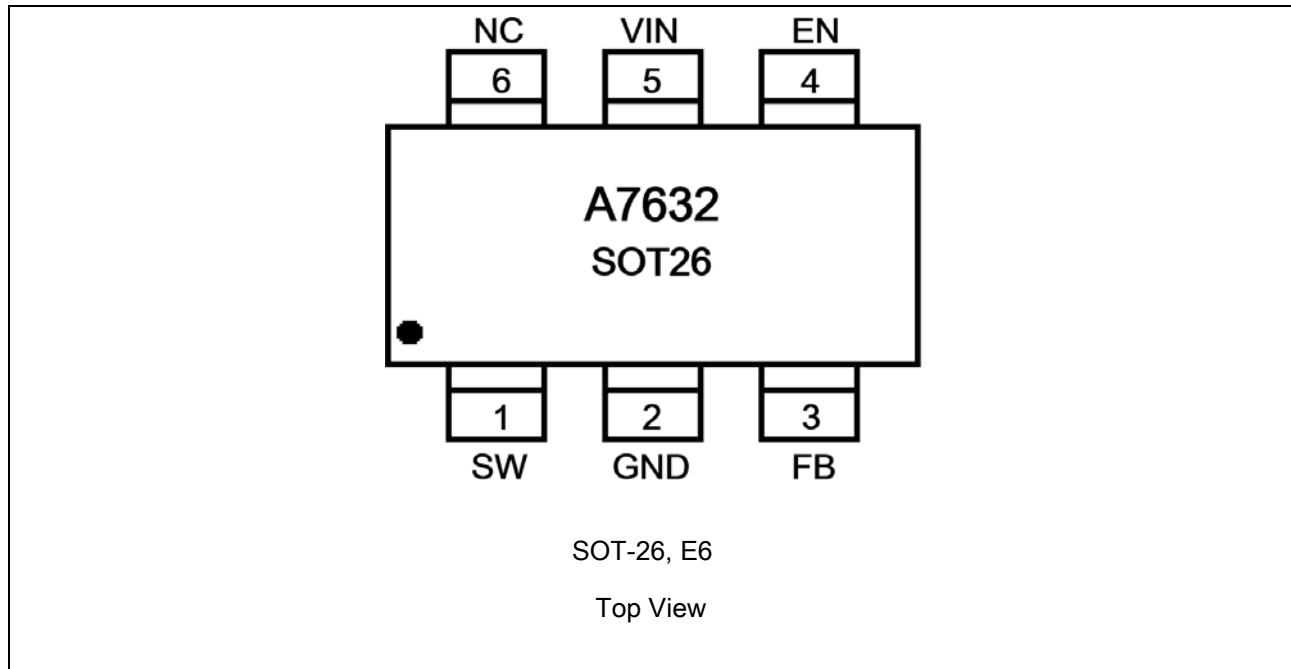 NC VIN EN
6 5 4
A7632
SOT26
1 2 3
SW GND FB
SOT-26, E6
Top View